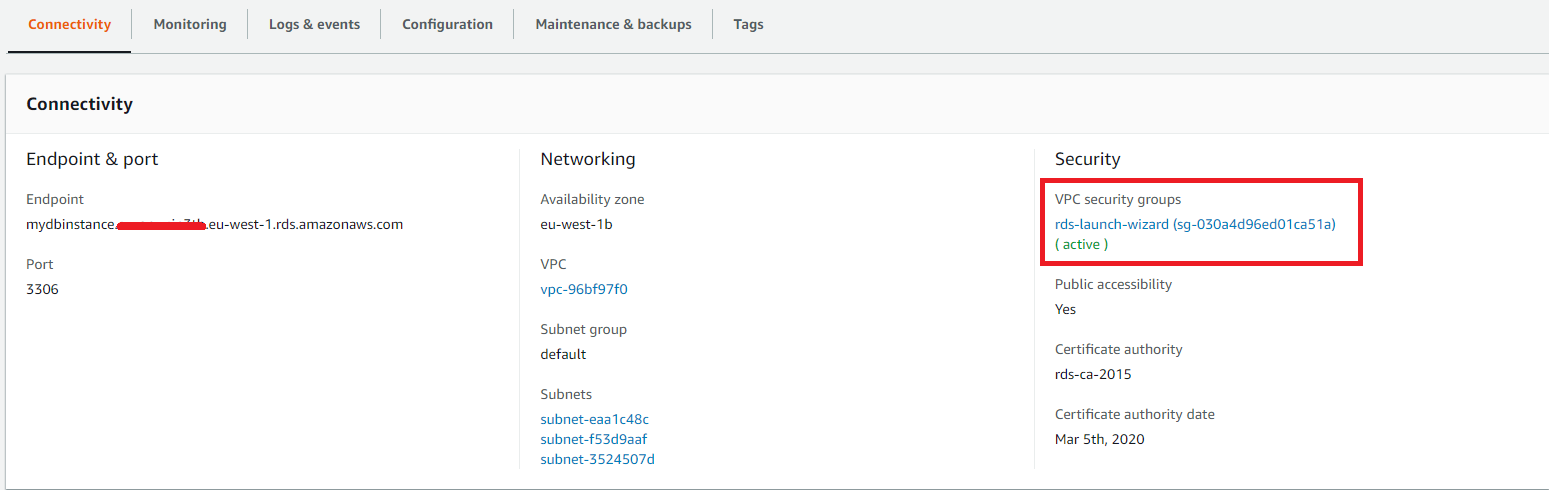 Connectivity
Monitoring
Logs & events
Configuration
Maintenance & backups
Tags
Connectivity
Endpoint & port
Endpoint
mydbinstance. .eu-west-1.rds.amazonaws.com
Port
3306
Networking
Availability zone
eu-west-1b
VPC
vpc-96bf97f0
Subnet group
default
Subnets
subnet-eaa1c48c
subnet-f53d9aaf
subnet-3524507d
Security
VPC security groups
rds-launch-wizard (sg-030a4d96ed01ca51a)
( active )
Public accessibility
Yes
Certificate authority
rds-ca-2015
Certificate authority date
Mar 5th, 2020